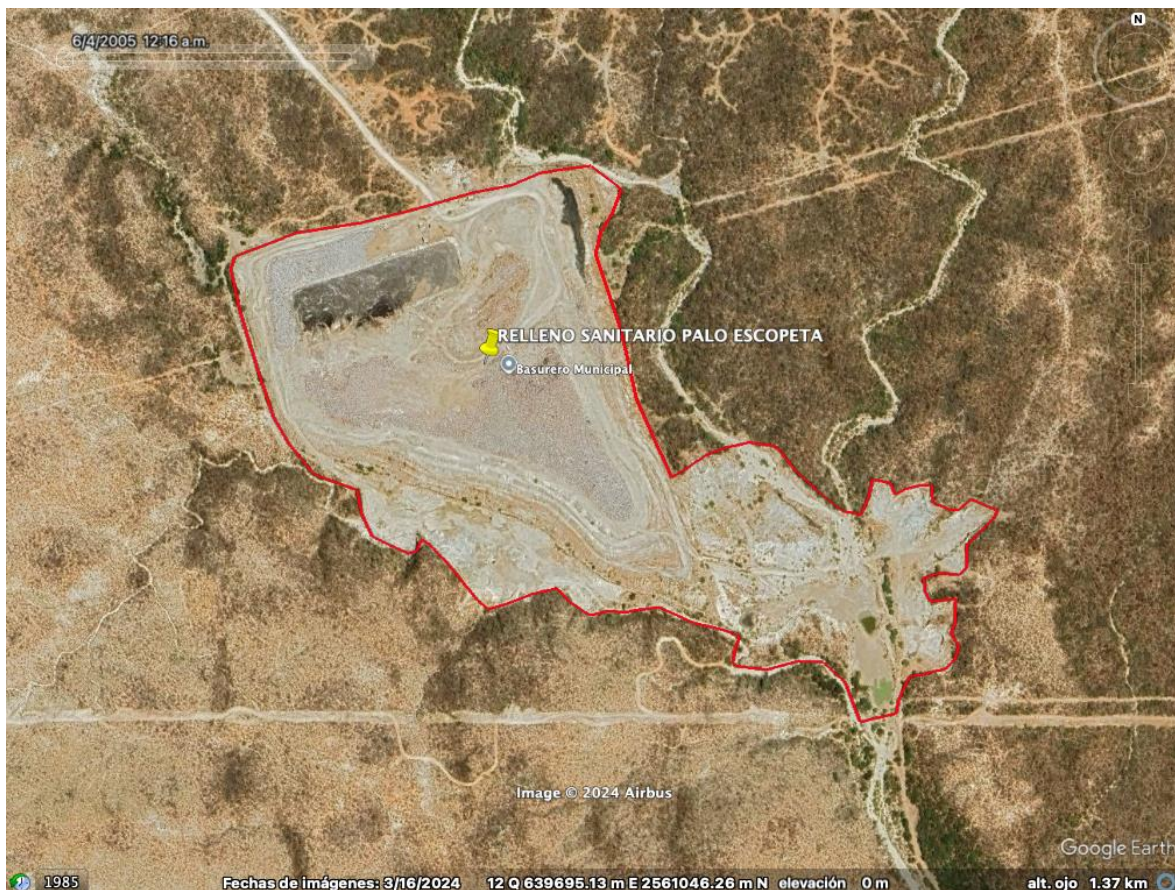 N
6/4/2005 12:16 a.m.
RELLENO SANITARIO PALO ESCOPETA
Basurero Municipal
Image © 2024 Airbus
Google Earth
1985
Fechas de imágenes: 3/16/2024 12 Q 639695.13 m E 2561046.26 m N elevación 0 m alt. ojo 1.37 km